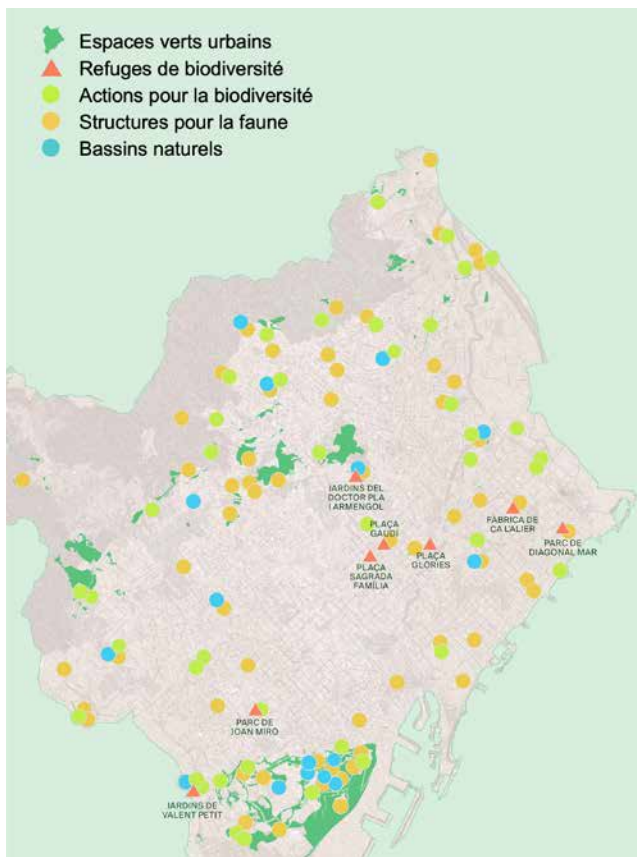 Espaces verts urbains
Refuges de biodiversité
Actions pour la biodiversité
Structures pour la faune
Bassins naturels
JARDINS DEL
DOCTOR PLA
I ARMENGOL
PLAÇA
GAUDÍ
FÀBRICA DE
CA L'ALIER
PLAÇA
GLÒRIES
PARC DE
DIAGONAL MAR
PLAÇA
SAGRADA
FAMÍLIA
PARC DE
JOAN MIRÓ
JARDINS DE
VALENT PETIT